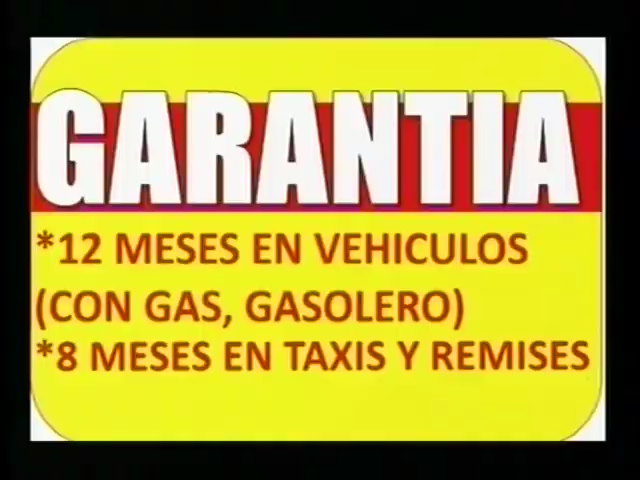 GARANTIA
*12 MESES EN VEHICULOS
(CON GAS, GASOLERO)
*8 MESES EN TAXIS Y REMISES